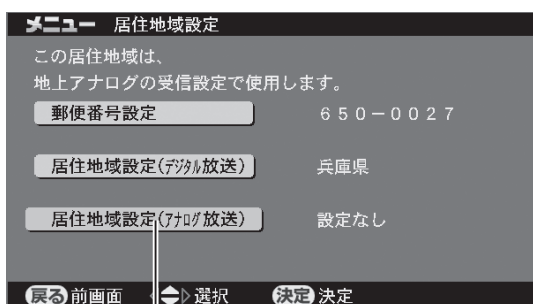 メニュー 居住地域設定
この居住地域は、
地上アナログの受信設定で使用します。
郵便番号設定 650－0027
居住地域設定(デジタル放送) 兵庫県
居住地域設定(アナログ放送) 設定なし
戻る 前画面 選択 決定 決定